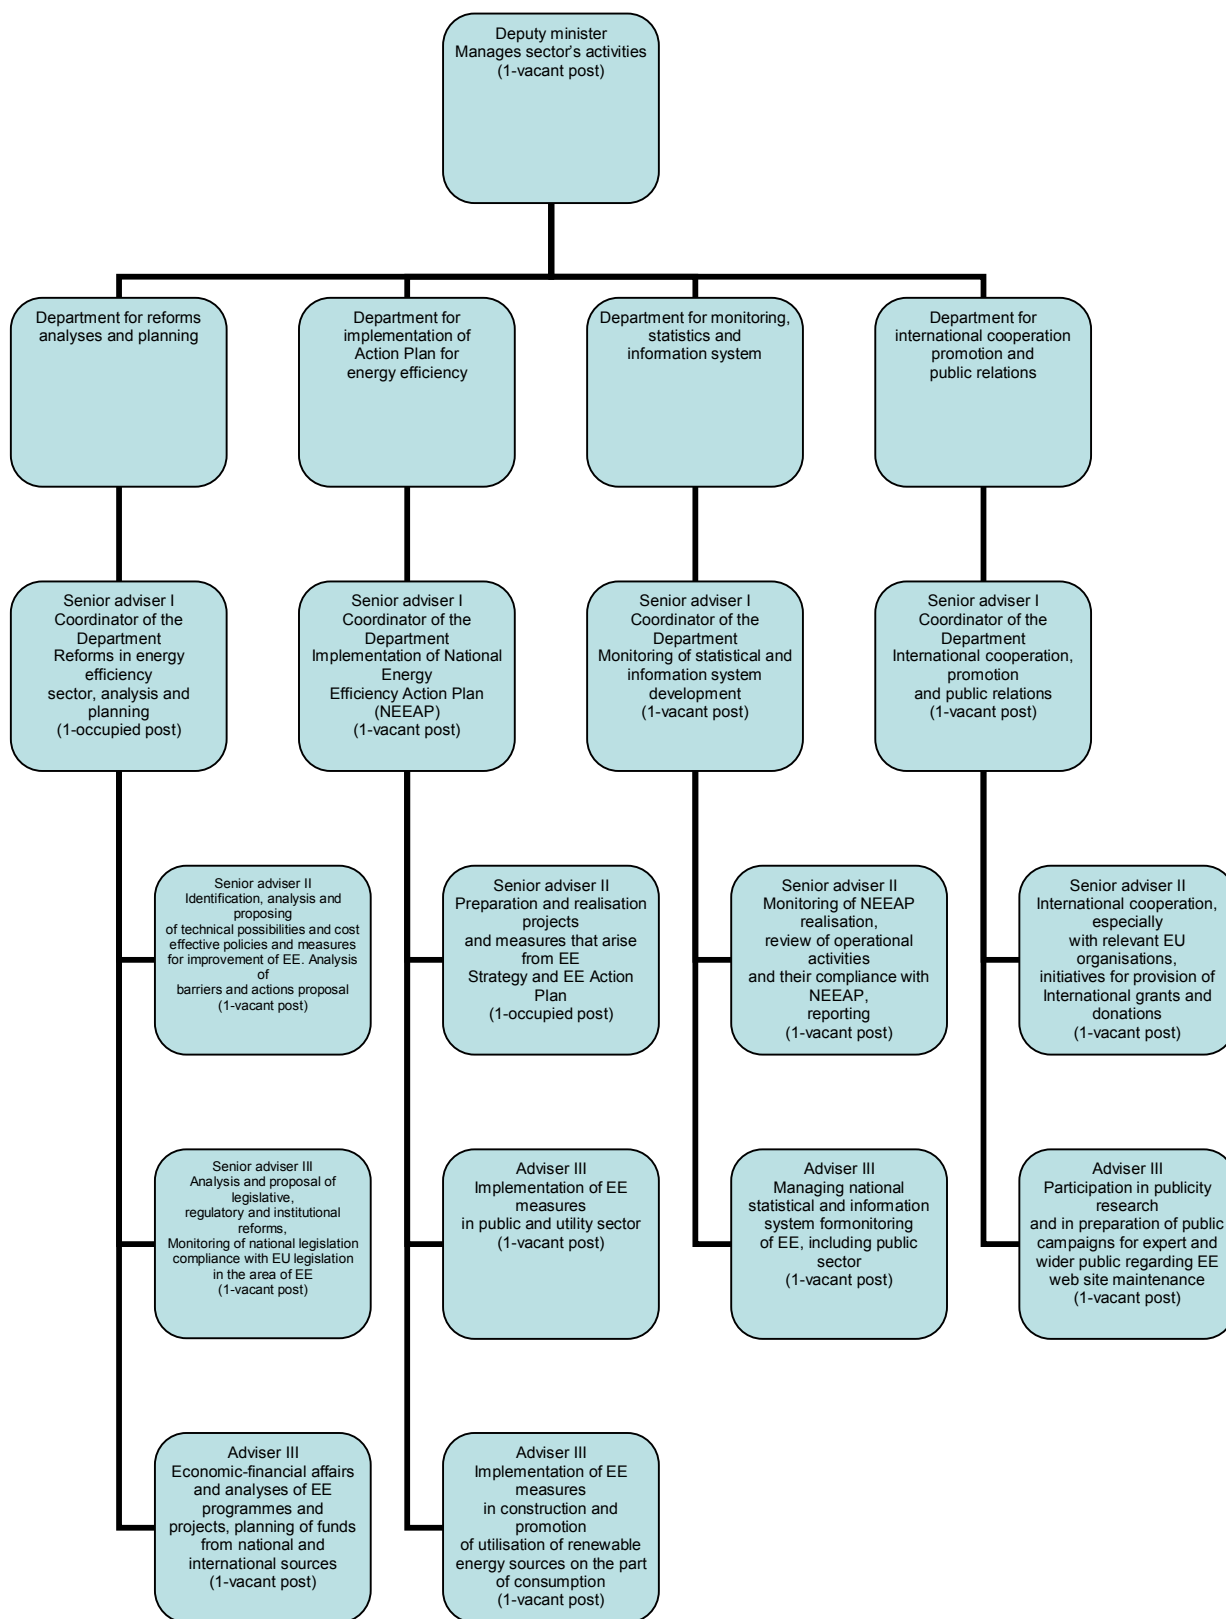 Deputy minister
Manages sector's activities
(1-vacant post)
Department for reforms
analyses and planning
Department for
implementation of
Action Plan for
energy efficiency
Department for monitoring,
statistics and
information system
Department for
international cooperation
promotion and
public relations
Senior adviser I
Coordinator of the
Department
Reforms in energy
efficiency
sector, analysis and
planning
(1-occupied post)
Senior adviser I
Coordinator of the
Department
Implementation of National
Energy
Efficiency Action Plan
(NEEAP)
(1-vacant post)
Senior adviser I
Coordinator of the
Department
Monitoring of statistical and
information system
development
(1-vacant post)
Senior adviser I
Coordinator of the
Department
International cooperation,
promotion
and public relations
(1-vacant post)
Senior adviser II
Identification, analysis and
proposing
of technical possibilities and cost
effective policies and measures
for improvement of EE. Analysis
of
barriers and actions proposal
(1-vacant post)
Senior adviser II
Preparation and realisation
projects
and measures that arise
from EE
Strategy and EE Action
Plan
(1-occupied post)
Senior adviser II
Monitoring of NEEAP
realisation,
review of operational
activities
and their compliance with
NEEAP,
reporting
(1-vacant post)
Senior adviser II
International cooperation,
especially
with relevant EU
organisations,
initiatives for provision of
International grants and
donations
(1-vacant post)
Senior adviser III
Analysis and proposal of
legislative,
regulatory and institutional
reforms,
Monitoring of national legislation
compliance with EU legislation
in the area of EE
(1-vacant post)
Adviser III
Implementation of EE
measures
in public and utility sector
(1-vacant post)
Adviser III
Managing national
statistical and information
system formonitoring
of EE, including public
sector
(1-vacant post)
Adviser III
Participation in publicity
research
and in preparation of public
campaigns for expert and
wider public regarding EE
web site maintenance
(1-vacant post)
Adviser III
Economic-financial affairs
and analyses of EE
programmes and
projects, planning of funds
from national and
international sources
(1-vacant post)
Adviser III
Implementation of EE
measures
in construction and
promotion
of utilisation of renewable
energy sources on the part
of consumption
(1-vacant post)